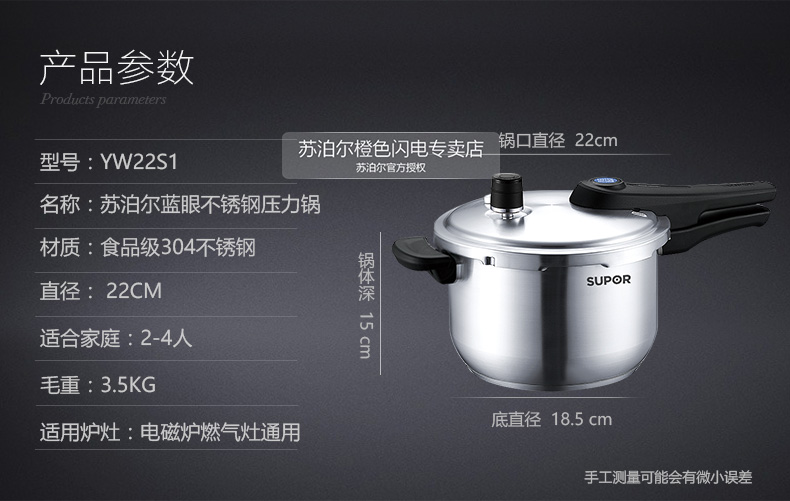 产品参数
Products parameters
苏泊尔橙色闪电专卖店
苏泊尔官方授权
型号：YW22S1
名称：苏泊尔蓝眼不锈钢压力锅
材质：食品级304不锈钢
直径： 22CM
适合家庭：2-4人
毛重：3.5KG
适用炉灶：电磁炉燃气灶通用
锅口直径 22cm
锅体深 15 cm
SUPOR
底直径 18.5 cm
手工测量可能会有微小误差